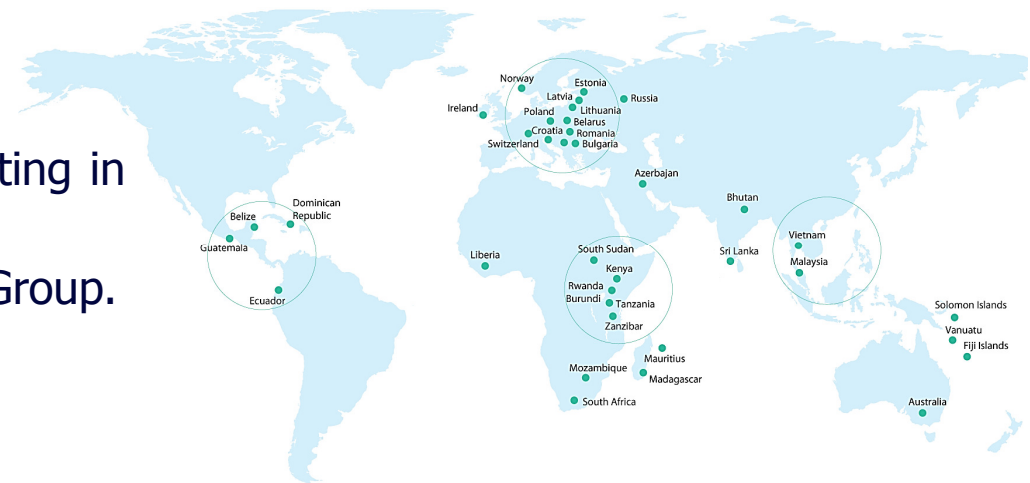 ting in
Group.
Norway
Estonia
Latvia
Russia
Ireland
Lithuania
Poland
Belarus
Croatia
Romania
Switzerland
Bulgaria
Azerbajan
Bhutan
Dominican
Republic
Belize
Guatemala
Ecuador
Liberia
South Sudan
Kenya
Rwanda
Burundi
Tanzania
Zanzibar
Sri Lanka
Vietnam
Malaysia
Solomon Islands
Vanuatu
Fiji Islands
Mauritius
Mozambique
Madagascar
South Africa
Australia